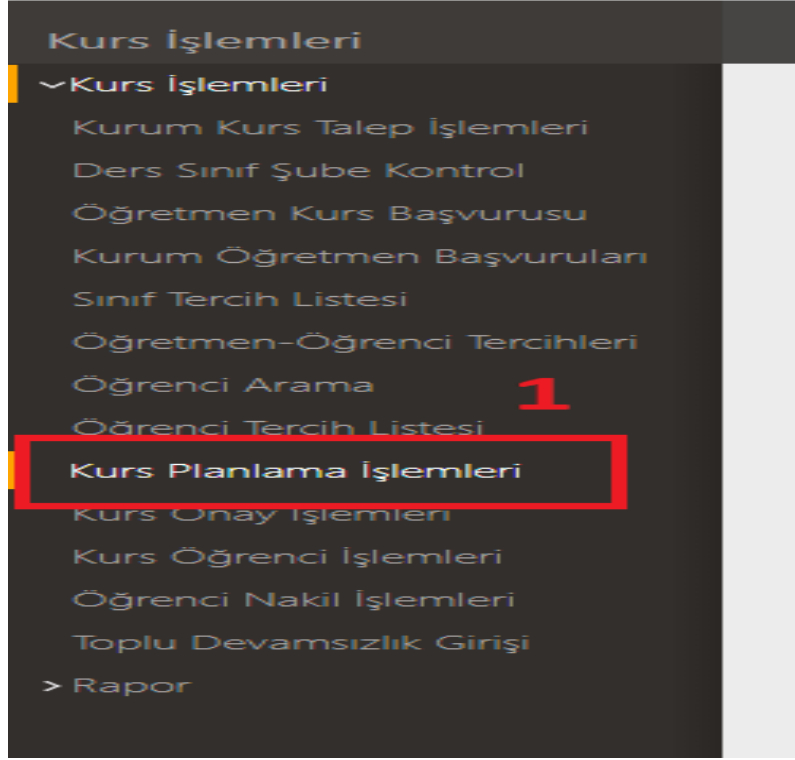 Kurs İşlemleri
Kurs İşlemleri
Kurum Kurs Talep İşlemleri
Ders Sınıf Şube Kontrol
Öğretmen Kurs Başvurusu
Kurum Öğretmen Başvuruları
Sınıf Tercih Listesi
Öğretmen-Öğrenci Tercihleri
Öğrenci Arama
1
Öğrenci Tercih Listesi
Kurs Planlama İşlemleri
Kurs Onay İşlemleri
Kurs Öğrenci İşlemleri
Öğrenci Nakil İşlemleri
Toplu Devamsızlık Girişi
> Rapor